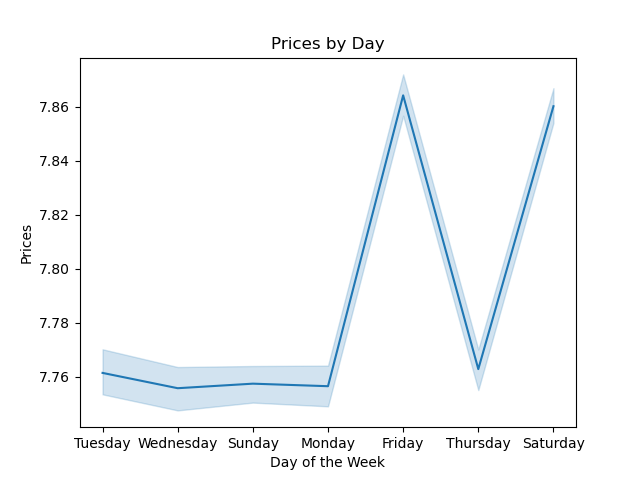 Prices by Day
Prices
7.86
7.84
7.82
7.80
7.78
7.76
Tuesday Wednesday Sunday Monday Friday Thursday Saturday
Day of the Week